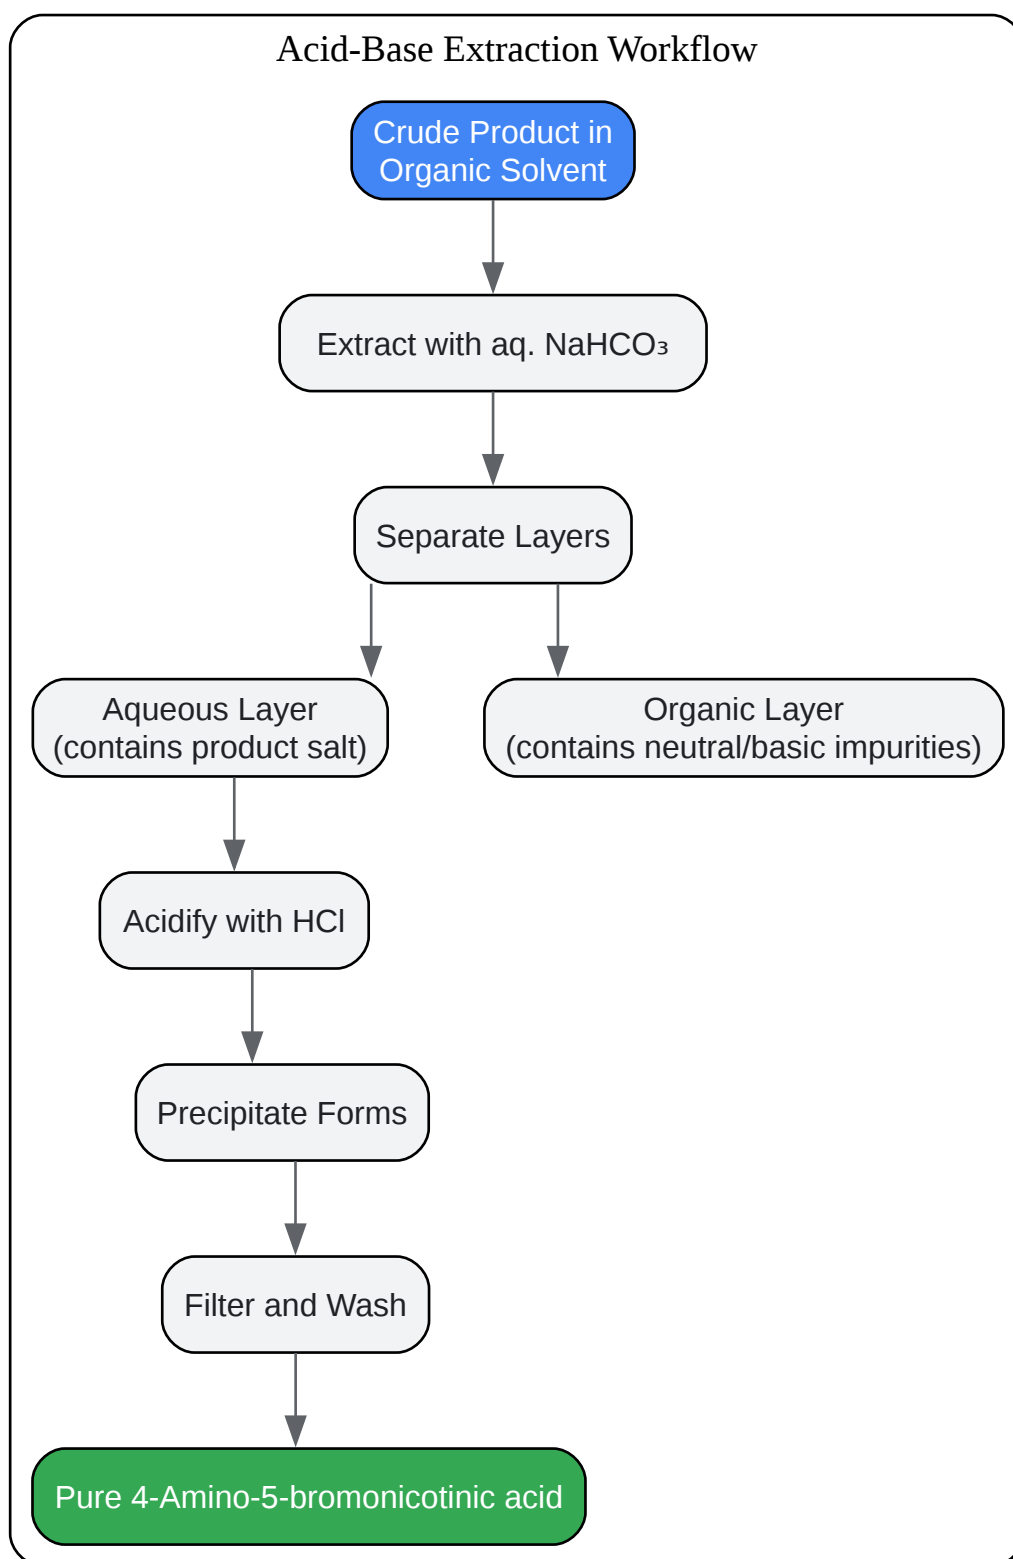 Acid-Base Extraction Workflow
Crude Product in
Organic Solvent
Extract with aq. NaHCO₃
Separate Layers
Aqueous Layer
(contains product salt)
Organic Layer
(contains neutral/basic impurities)
Acidify with HCl
Precipitate Forms
Filter and Wash
Pure 4-Amino-5-bromonicotinic acid